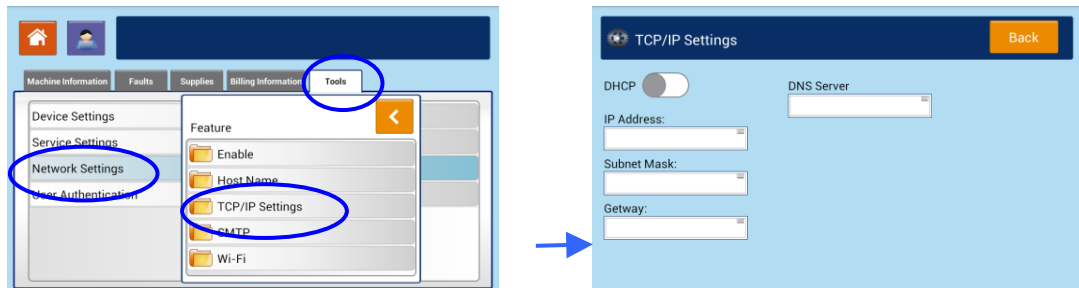 Machine Information Faults Supplies Billing Information Tools
Device Settings
Service Settings
Network Settings
User Authentication
Feature
Enable
Host Name
TCP/IP Settings
SMTP
Wi-Fi
TCP/IP Settings Back
DHCP
IP Address:
Subnet Mask:
Getway:
DNS Server